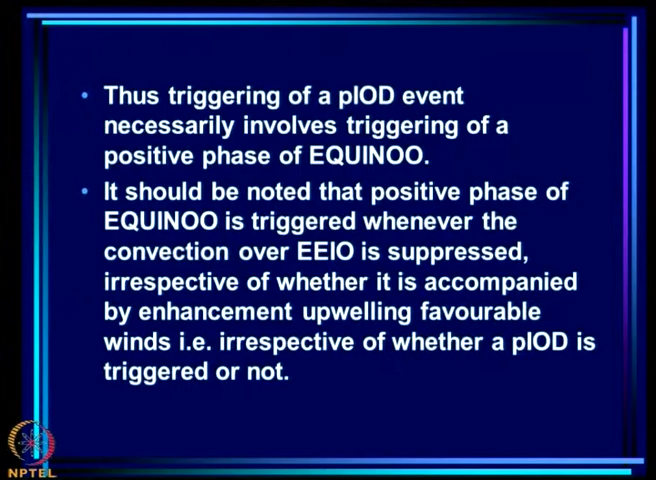 • Thus triggering of a pIOD event
necessarily involves triggering of a
positive phase of EQUINOO.
• It should be noted that positive phase of
EQUINOO is triggered whenever the
convection over EEIO is suppressed,
irrespective of whether it is accompanied
by enhancement upwelling favourable
winds i.e. irrespective of whether a pIOD is
triggered or not.
NPTEL